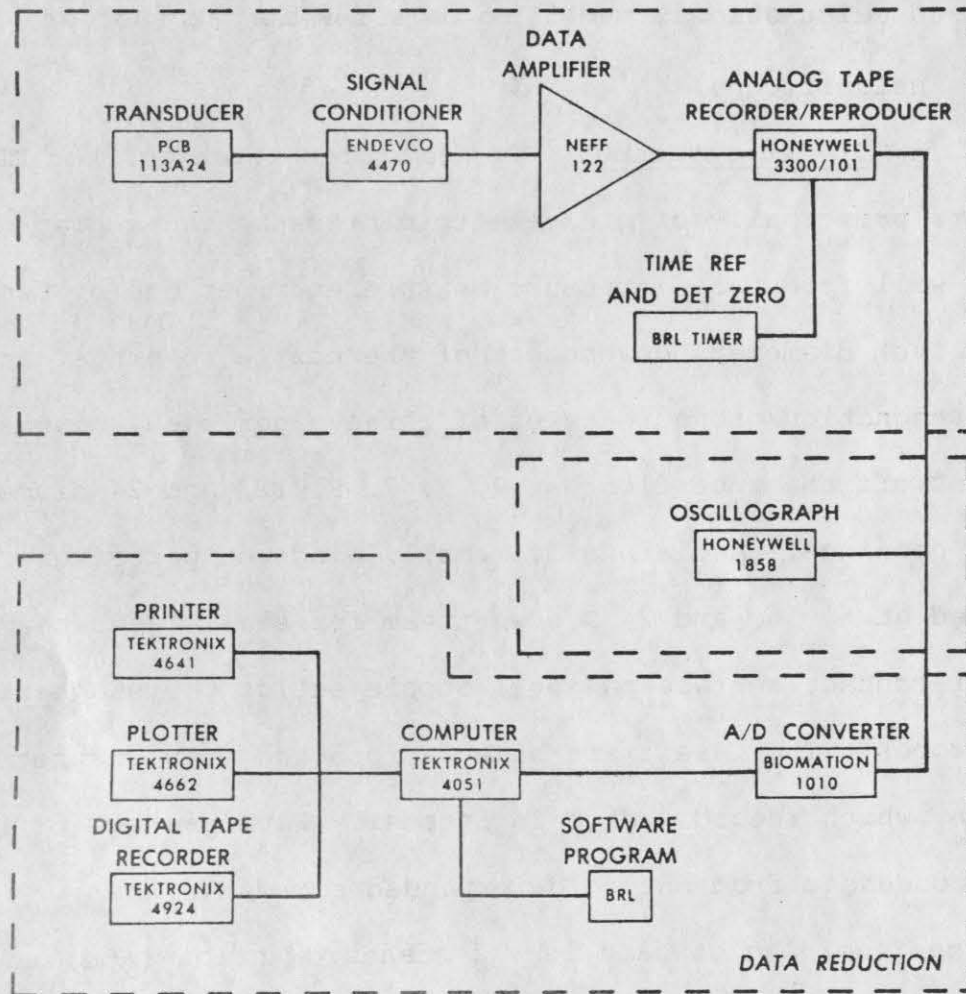 TRANSDUCER
PCB
113A24
SIGNAL
CONDITIONER
ENDEVCO
4470
DATA
AMPLIFIER
NEFF
122
ANALOG TAPE
RECORDER/REPRODUCER
HONEYWELL
3300/101
TIME REF
AND DET ZERO
BRL TIMER
OSCILLOGRAPH
HONEYWELL
1858
PRINTER
TEKTRONIX
4641
PLOTTER
TEKTRONIX
4662
DIGITAL TAPE
RECORDER
TEKTRONIX
4924
COMPUTER
TEKTRONIX
4051
SOFTWARE
PROGRAM
BRL
A/D CONVERTER
BIOMATION
1010
DATA REDUCTION